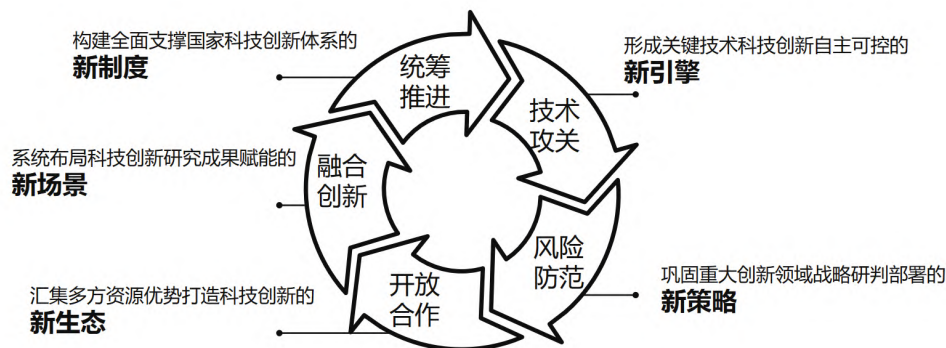 构建全面支撑国家科技创新体系的
新制度
统筹
推进
形成关键技术科技创新自主可控的
新引擎
技术
攻关
系统布局科技创新研究成果赋能的
新场景
融合
创新
风险
防范
巩固重大创新领域战略研判部署的
新策略
汇集多方资源优势打造科技创新的
新生态
开放
合作